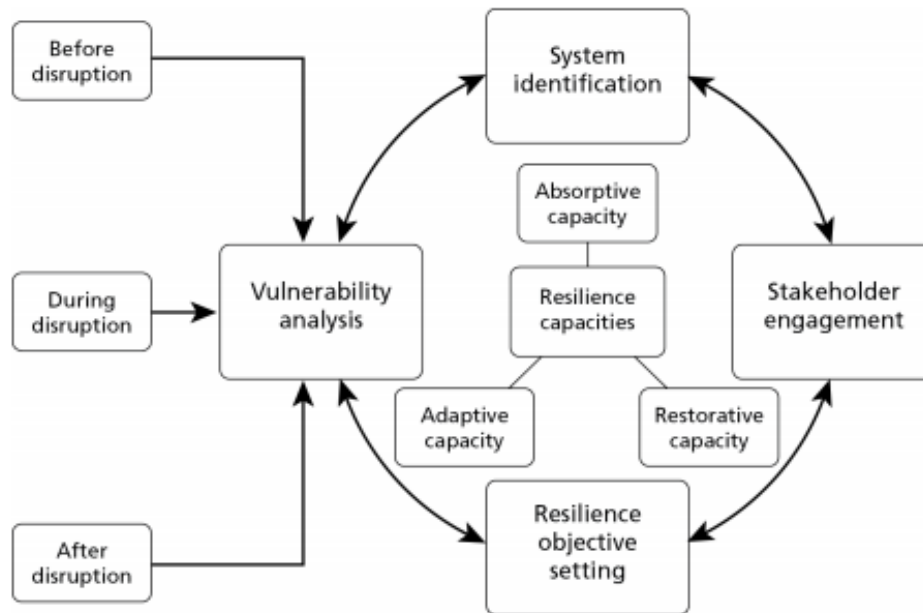 Before
disruption
System
identification
Absorptive
capacity
During
disruption
Vulnerability
analysis
Resilience
capacities
Stakeholder
engagement
Adaptive
capacity
Restorative
capacity
After
disruption
Resilience
objective
setting